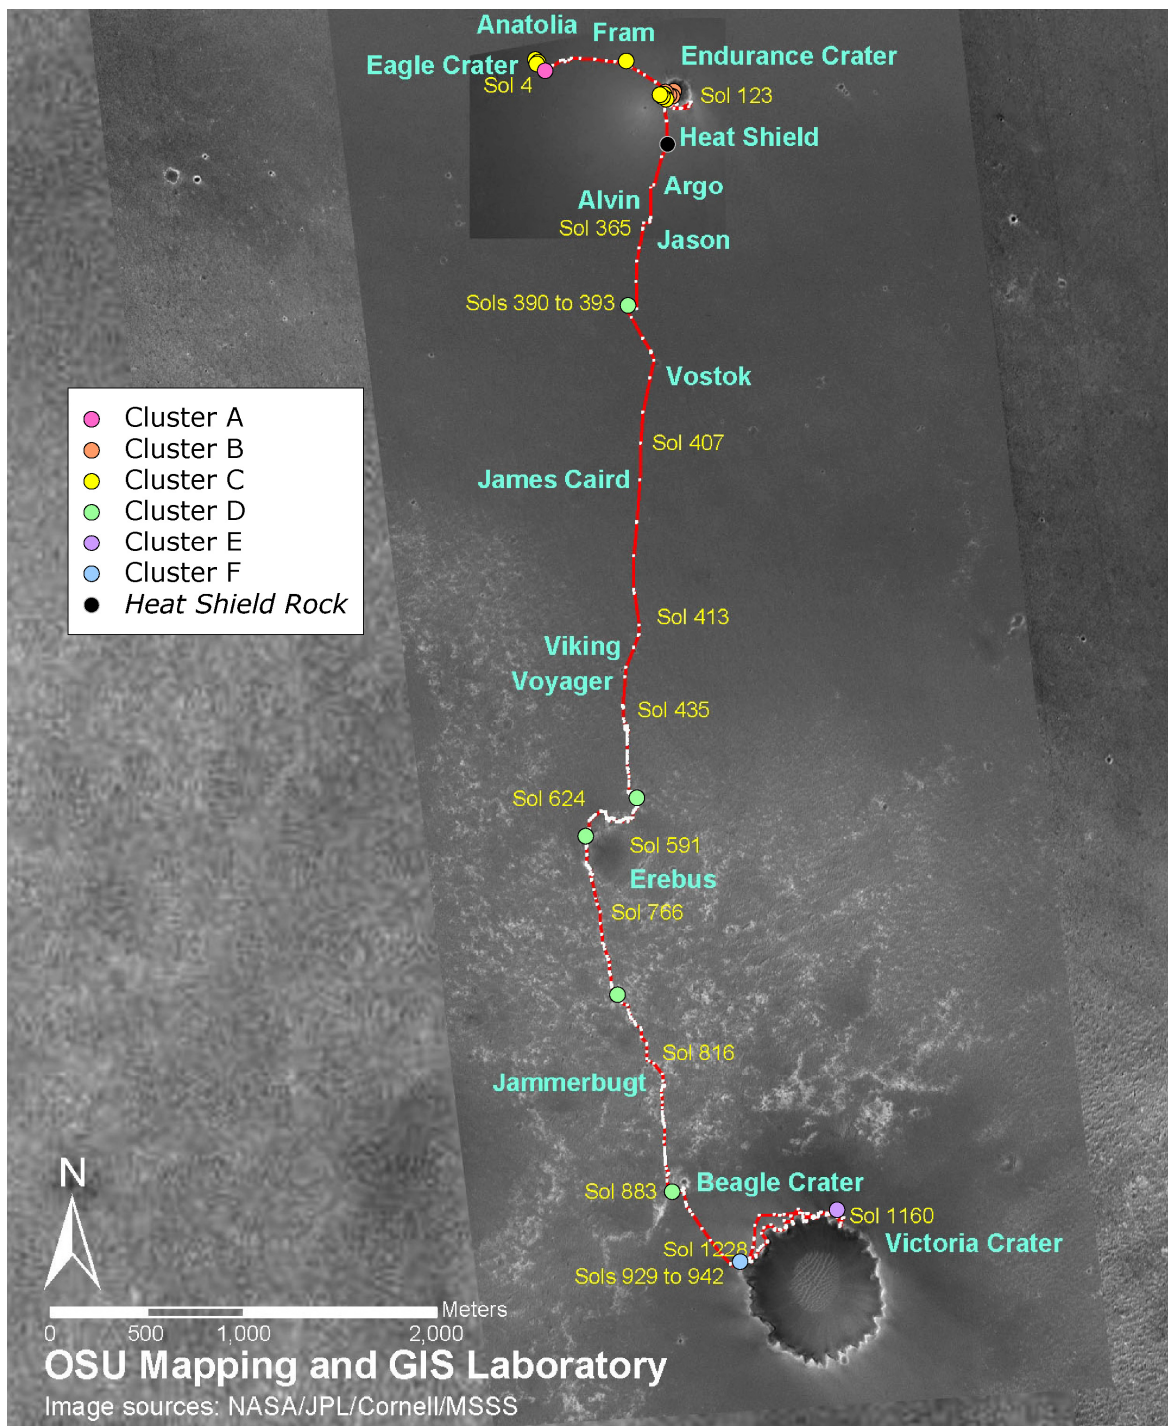 Anatolia
Fram
Endurance Crater
Eagle Crater
Sol 4
Sol 123
Heat Shield
Argo
Alvin
Sol 365
Jason
Sols 390 to 393
Vostok
Cluster A
Cluster B
Cluster C
Cluster D
Cluster E
Cluster F
Heat Shield Rock
Sol 407
James Caird
Sol 413
Viking
Voyager
Sol 435
Sol 624
Sol 591
Erebus
Sol 766
Sol 816
Jammerbugt
Sol 883
Beagle Crater
Sol 1160
Victoria Crater
Sol 1228
Sols 929 to 942
N
Meters
0 500 1,000 2,000
OSU Mapping and GIS Laboratory
Image sources: NASA/JPL/Cornell/MSSS